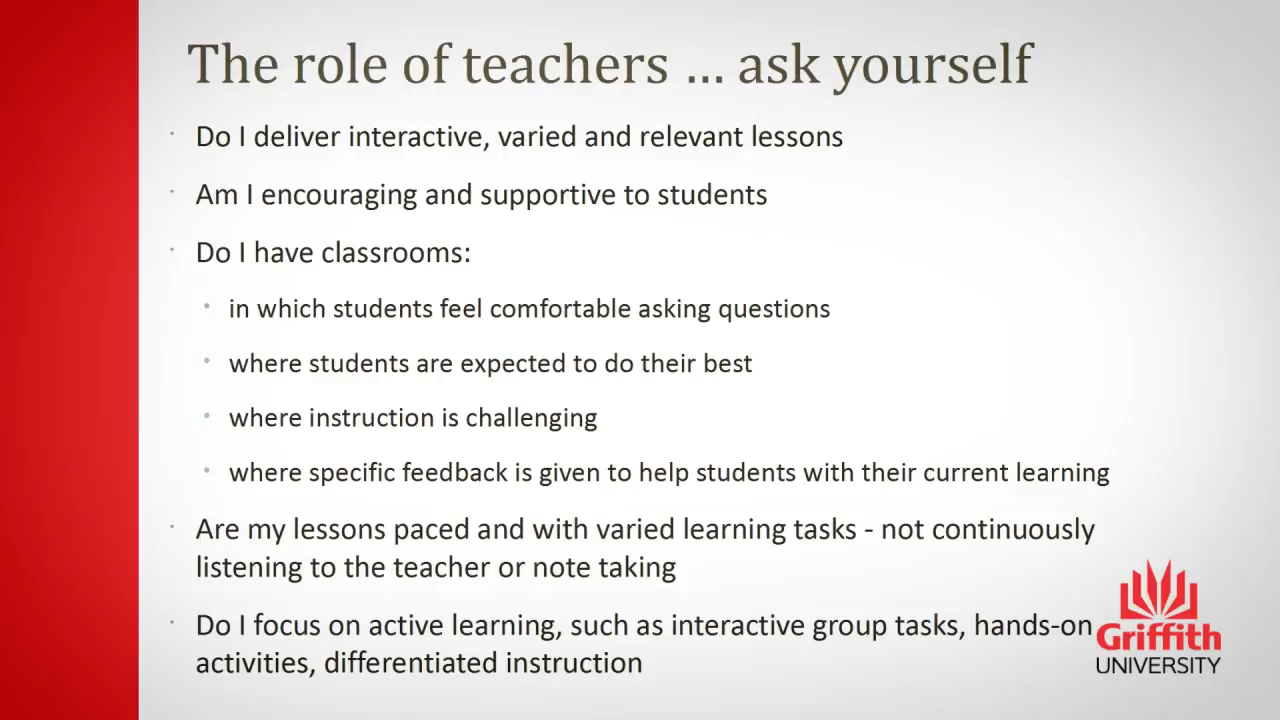 The role of teachers ... ask yourself
Do I deliver interactive, varied and relevant lessons
Am I encouraging and supportive to students
Do I have classrooms:
in which students feel comfortable asking questions
where students are expected to do their best
where instruction is challenging
where specific feedback is given to help students with their current learning
Are my lessons paced and with varied learning tasks - not continuously
listening to the teacher or note taking
Do I focus on active learning, such as interactive group tasks, hands-on
activities, differentiated instruction
Griffith
UNIVERSITY